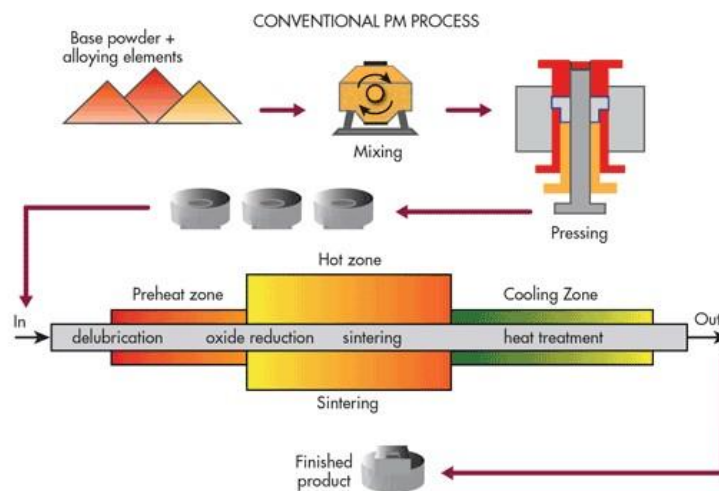 CONVENTIONAL PM PROCESS
Base powder +
alloying elements
Mixing
Pressing
Hot zone
Preheat zone
Cooling Zone
In
Out
delubrication
oxide reduction
sintering
heat treatment
Sintering
Finished
product